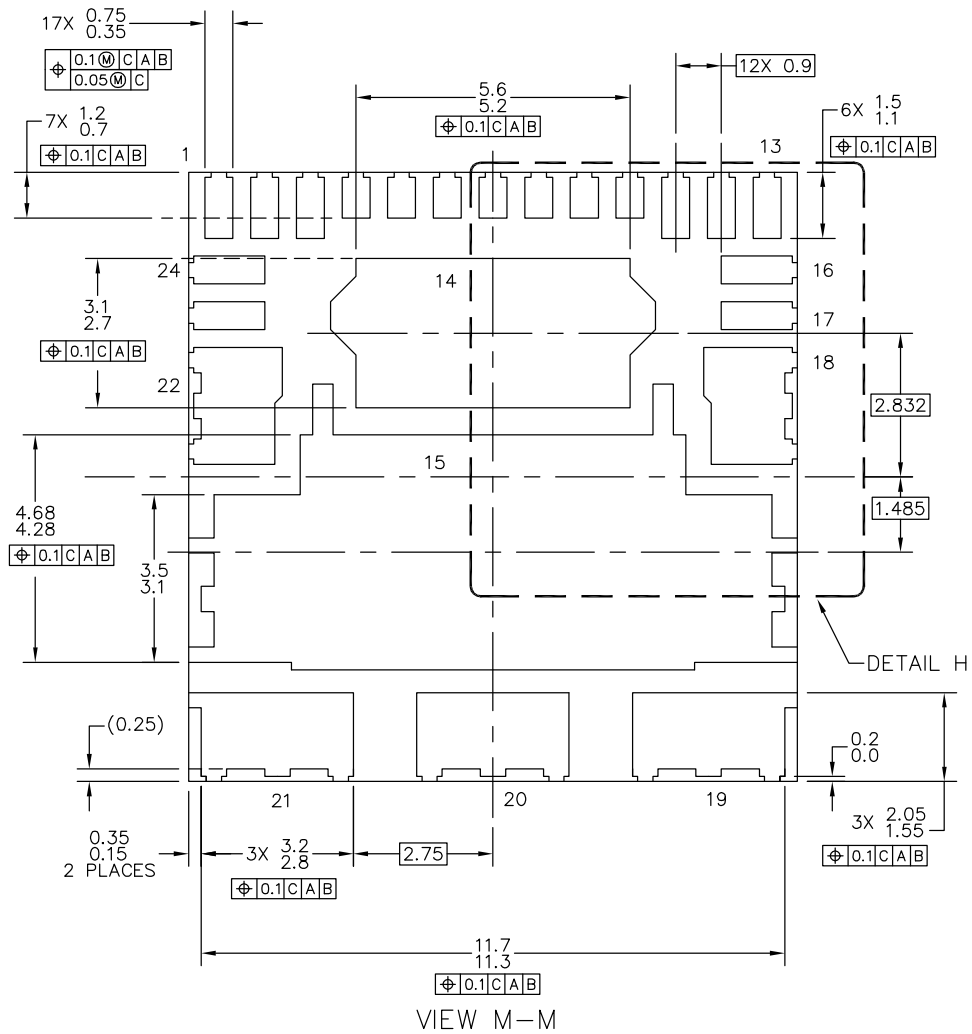 17X 0.75
0.35
⌖ 0.1Ⓜ C A B
0.05Ⓜ C
7X 1.2
0.7
⌖ 0.1 C A B
5.6
5.2
⌖ 0.1 C A B
12X 0.9
6X 1.5
1.1
⌖ 0.1 C A B
1
13
24
14
16
3.1
2.7
⌖ 0.1 C A B
17
18
22
2.832
15
1.485
4.68
4.28
⌖ 0.1 C A B
3.5
3.1
DETAIL H
(0.25)
0.2
0.0
21
20
19
0.35
0.15
2 PLACES
3X 3.2
2.8
⌖ 0.1 C A B
2.75
3X 2.05
1.55
⌖ 0.1 C A B
11.7
11.3
⌖ 0.1 C A B
VIEW M-M